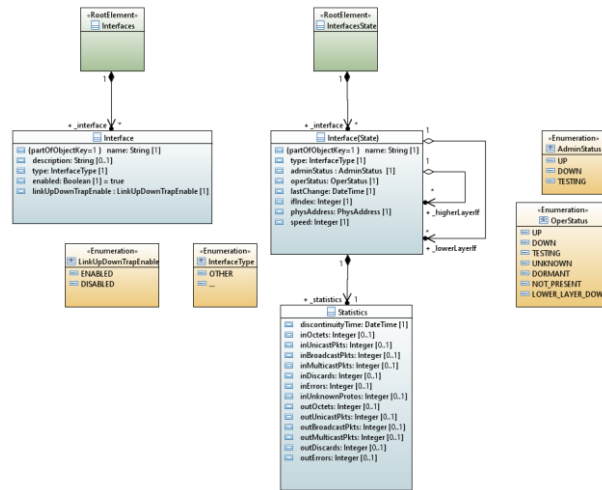 «RootElement»
Interfaces
1
+ _interface
*
Interface
{partOfObjectKey=1 } name: String [1]
description: String [0..1]
type: InterfaceType [1]
enabled: Boolean [1] = true
linkUpDownTrapEnable : LinkUpDownTrapEnable [1]
«Enumeration»
LinkUpDownTrapEnable
ENABLED
DISABLED
«Enumeration»
InterfaceType
OTHER
...
«RootElement»
InterfacesState
1
+ _interface
*
1
Interface(State)
{partOfObjectKey=1 } name: String [1]
type: InterfaceType [1]
adminStatus : AdminStatus [1]
operStatus: OperStatus [1]
lastChange: DateTime [1]
ifIndex: Integer [1]
physAddress: PhysAddress [1]
speed: Integer [1]
1
*
+ _higherLayerIf
*
+ _lowerLayerIf
1
+ _statistics
1
Statistics
discontinuityTime: DateTime [1]
inOctets: Integer [0..1]
inUnicastPkts: Integer [0..1]
inBroadcastPkts: Integer [0..1]
inMulticastPkts: Integer [0..1]
inDiscards: Integer [0..1]
inErrors: Integer [0..1]
inUnknownProtos: Integer [0..1]
outOctets: Integer [0..1]
outUnicastPkts: Integer [0..1]
outBroadcastPkts: Integer [0..1]
outMulticastPkts: Integer [0..1]
outDiscards: Integer [0..1]
outErrors: Integer [0..1]
«Enumeration»
AdminStatus
UP
DOWN
TESTING
«Enumeration»
OperStatus
UP
DOWN
TESTING
UNKNOWN
DORMANT
NOT_PRESENT
LOWER_LAYER_DOW